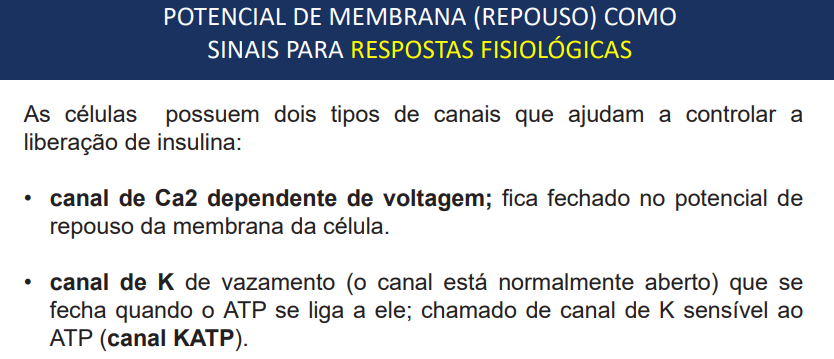 POTENCIAL DE MEMBRANA (REPOUSO) COMO
SINAIS PARA RESPOSTAS FISIOLÓGICAS
As células possuem dois tipos de canais que ajudam a controlar a
liberação de insulina:
• canal de Ca2 dependente de voltagem; fica fechado no potencial de
repouso da membrana da célula.
• canal de K de vazamento (o canal está normalmente aberto) que se
fecha quando o ATP se liga a ele; chamado de canal de K sensível ao
ATP (canal KATP).